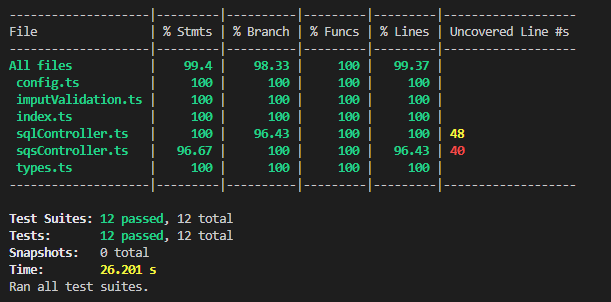 ---------------------|---------|----------|---------|---------|-------------------
File                 | % Stmts | % Branch | % Funcs | % Lines | Uncovered Line #s
---------------------|---------|----------|---------|---------|-------------------
All files            |    99.4 |    98.33 |     100 |   99.37 |
 config.ts           |     100 |      100 |     100 |     100 |
 imputValidation.ts  |     100 |      100 |     100 |     100 |
 index.ts            |     100 |      100 |     100 |     100 |
 sqlController.ts    |     100 |    96.43 |     100 |     100 | 48
 sqsController.ts    |   96.67 |      100 |     100 |   96.43 | 40
 types.ts            |     100 |      100 |     100 |     100 |
---------------------|---------|----------|---------|---------|-------------------
Test Suites: 12 passed, 12 total
Tests:       12 passed, 12 total
Snapshots:   0 total
Time:        26.201 s
Ran all test suites.